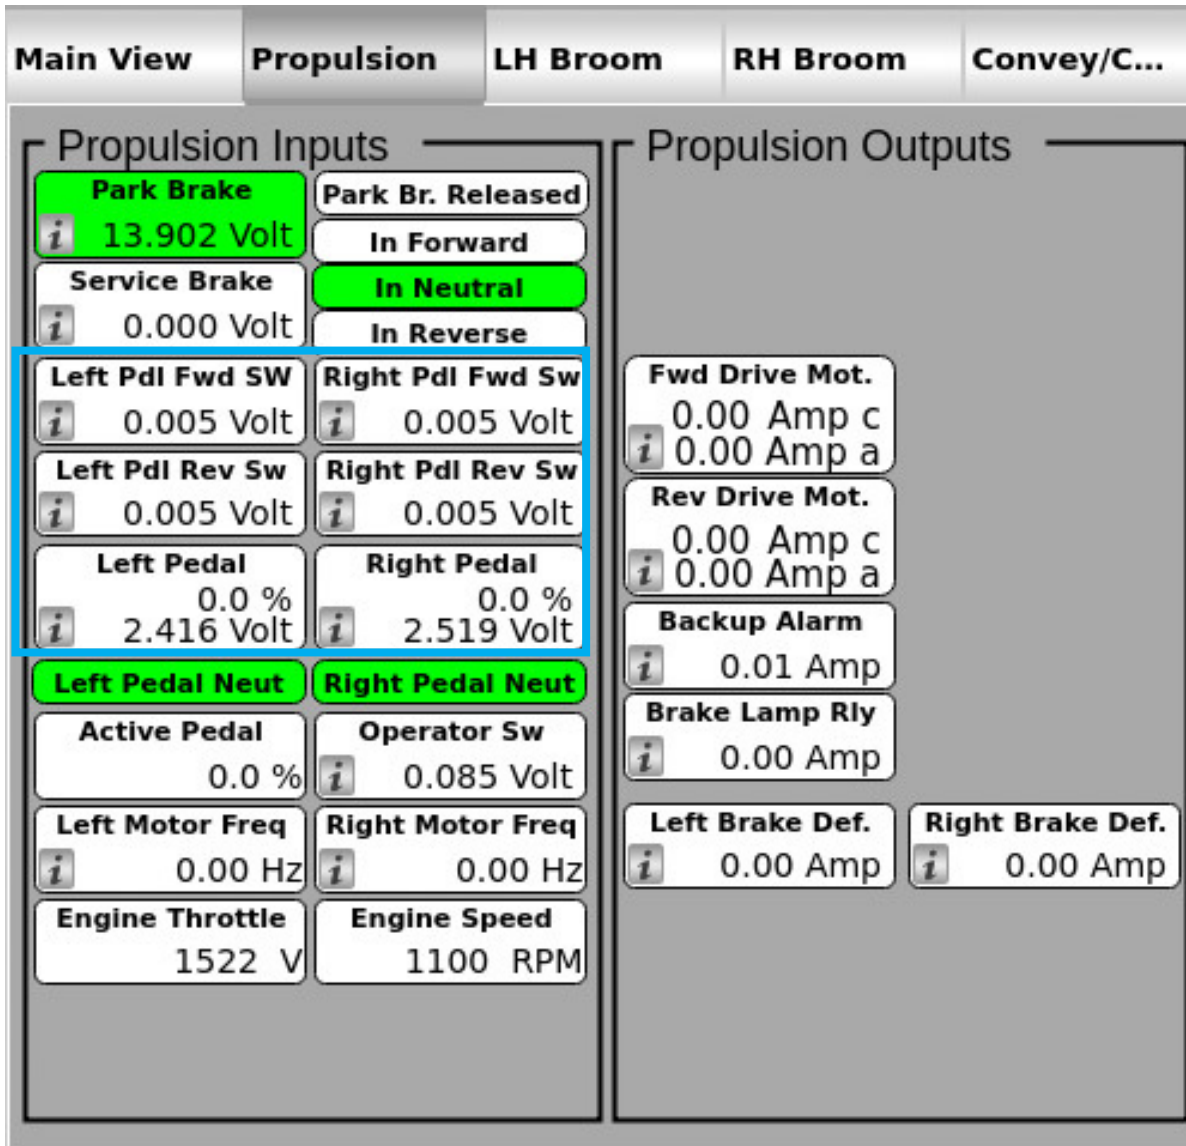 Main View Propulsion LH Broom RH Broom Convey/C...
Propulsion Inputs
Park Brake
13.902 Volt
Park Br. Released
In Forward
Service Brake
0.000 Volt
In Neutral
In Reverse
Left Pdl Fwd SW
0.005 Volt
Right Pdl Fwd Sw
0.005 Volt
Left Pdl Rev Sw
0.005 Volt
Right Pdl Rev Sw
0.005 Volt
Left Pedal
0.0 %
2.416 Volt
Right Pedal
0.0 %
2.519 Volt
Left Pedal Neut
Right Pedal Neut
Active Pedal
0.0 %
Operator Sw
0.085 Volt
Left Motor Freq
0.00 Hz
Right Motor Freq
0.00 Hz
Engine Throttle
1522 V
Engine Speed
1100 RPM
Propulsion Outputs
Fwd Drive Mot.
0.00 Amp c
0.00 Amp a
Rev Drive Mot.
0.00 Amp c
0.00 Amp a
Backup Alarm
0.01 Amp
Brake Lamp Rly
0.00 Amp
Left Brake Def.
0.00 Amp
Right Brake Def.
0.00 Amp